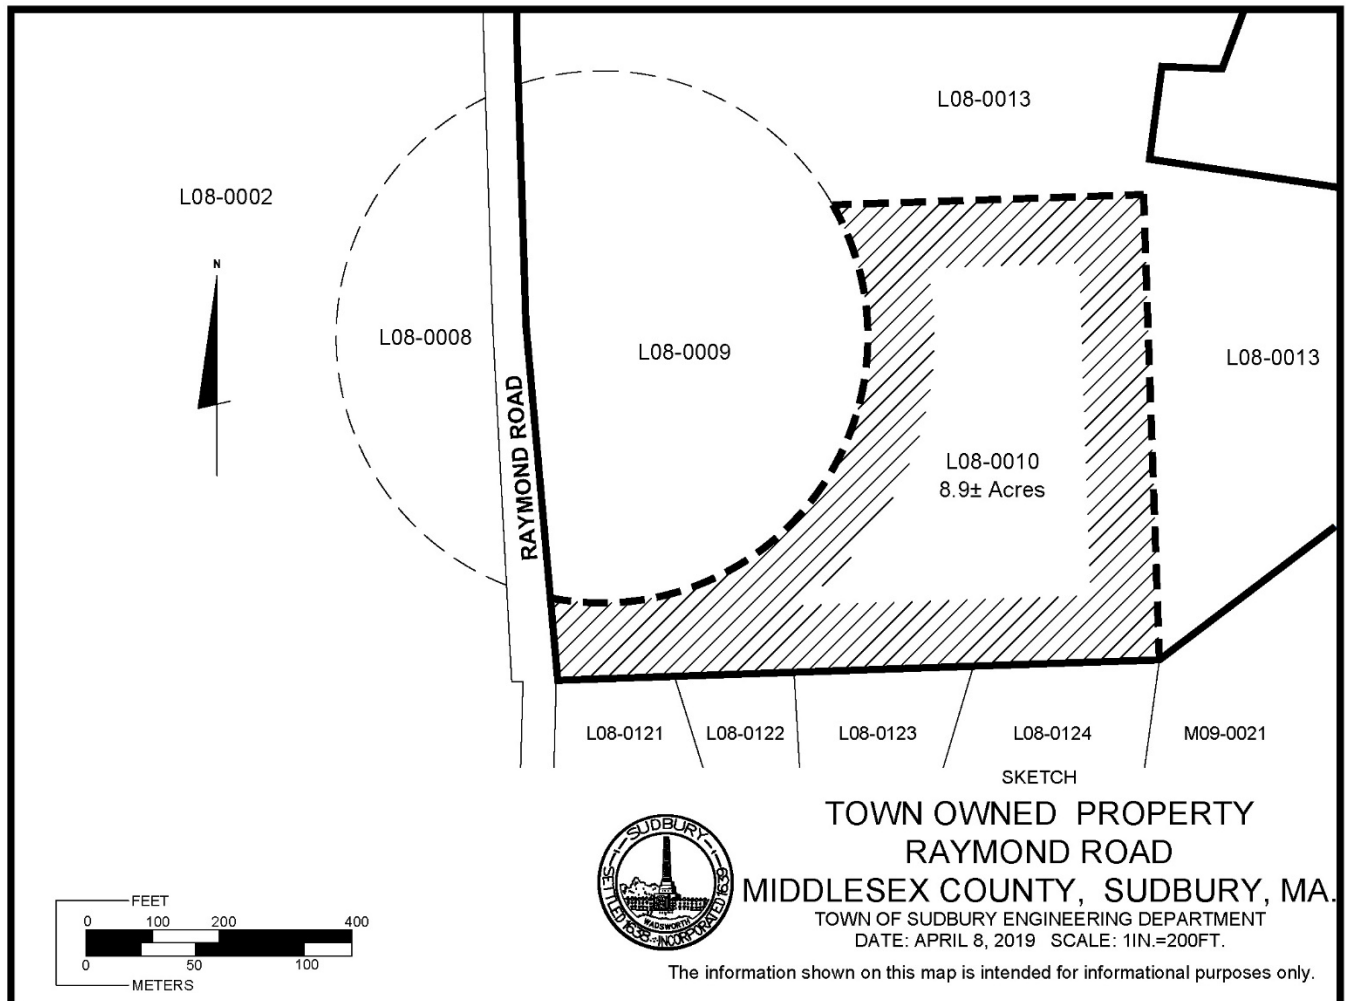 L08-0013
L08-0002
N
L08-0008
L08-0009
L08-0013
RAYMOND ROAD
L08-0010
8.9± Acres
L08-0121
L08-0122
L08-0123
L08-0124
M09-0021
SKETCH
TOWN OWNED PROPERTY
RAYMOND ROAD
MIDDLESEX COUNTY, SUDBURY, MA.
TOWN OF SUDBURY ENGINEERING DEPARTMENT
DATE: APRIL 8, 2019 SCALE: 1IN.=200FT.
The information shown on this map is intended for informational purposes only.
SUDBURY
SETTLED 1638 INCORPORATED 1639
WADSWORTH
FEET
0 100 200 400
0 50 100
METERS